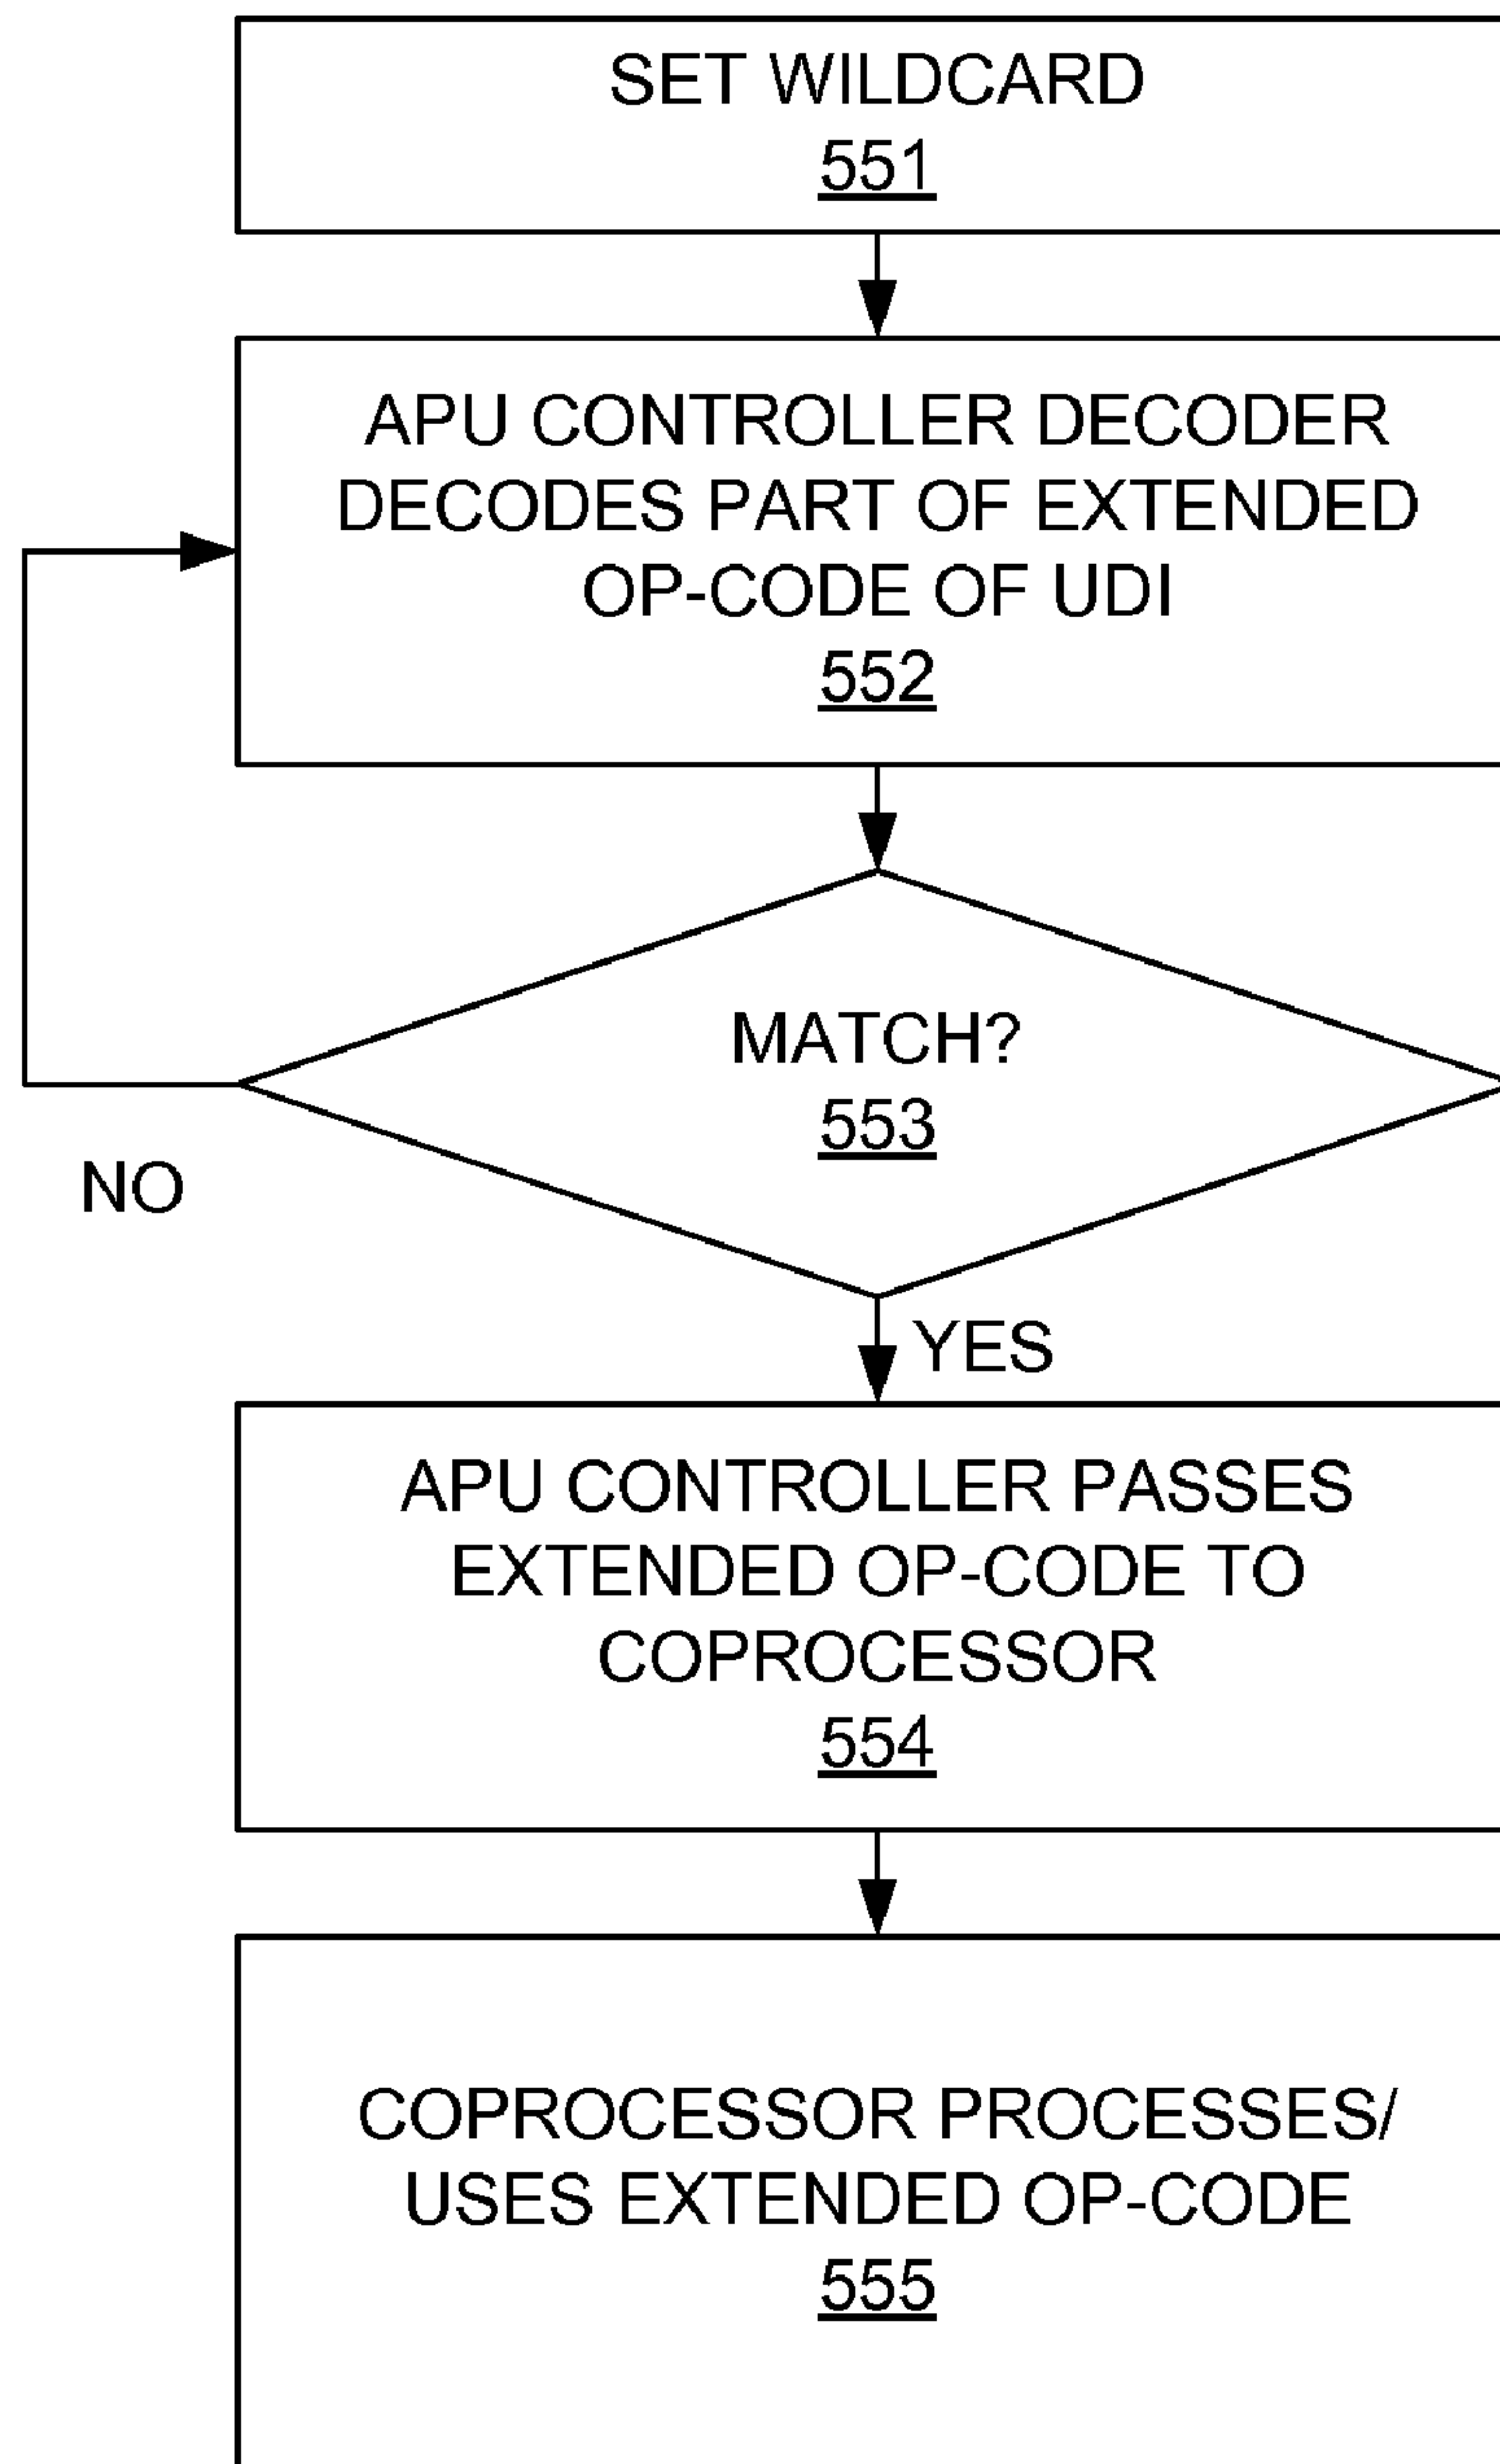 SET WILDCARD
551
APU CONTROLLER DECODER
DECODES PART OF EXTENDED
OP-CODE OF UDI
552
MATCH?
553
NO
YES
APU CONTROLLER PASSES
EXTENDED OP-CODE TO
COPROCESSOR
554
COPROCESSOR PROCESSES/
USES EXTENDED OP-CODE
555